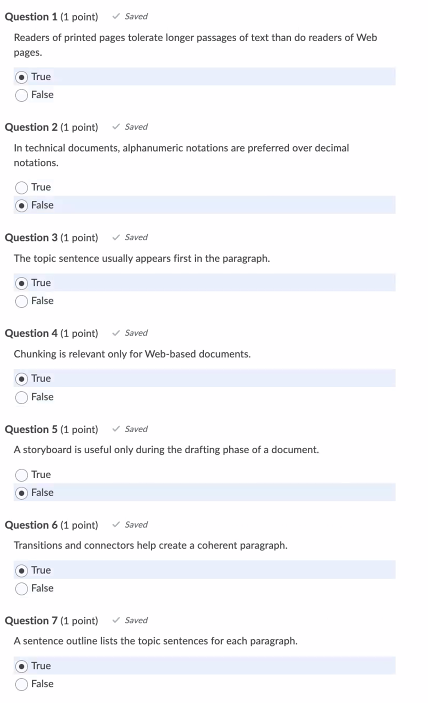 Question 1 (1 point) ✓ Saved
Readers of printed pages tolerate longer passages of text than do readers of Web
pages.
True
False
Question 2 (1 point) ✓ Saved
In technical documents, alphanumeric notations are preferred over decimal
notations.
True
False
Question 3 (1 point) ✓ Saved
The topic sentence usually appears first in the paragraph.
True
False
Question 4 (1 point) ✓ Saved
Chunking is relevant only for Web-based documents.
True
False
Question 5 (1 point) ✓ Saved
A storyboard is useful only during the drafting phase of a document.
True
False
Question 6 (1 point) ✓ Saved
Transitions and connectors help create a coherent paragraph.
True
False
Question 7 (1 point) ✓ Saved
A sentence outline lists the topic sentences for each paragraph.
True
False